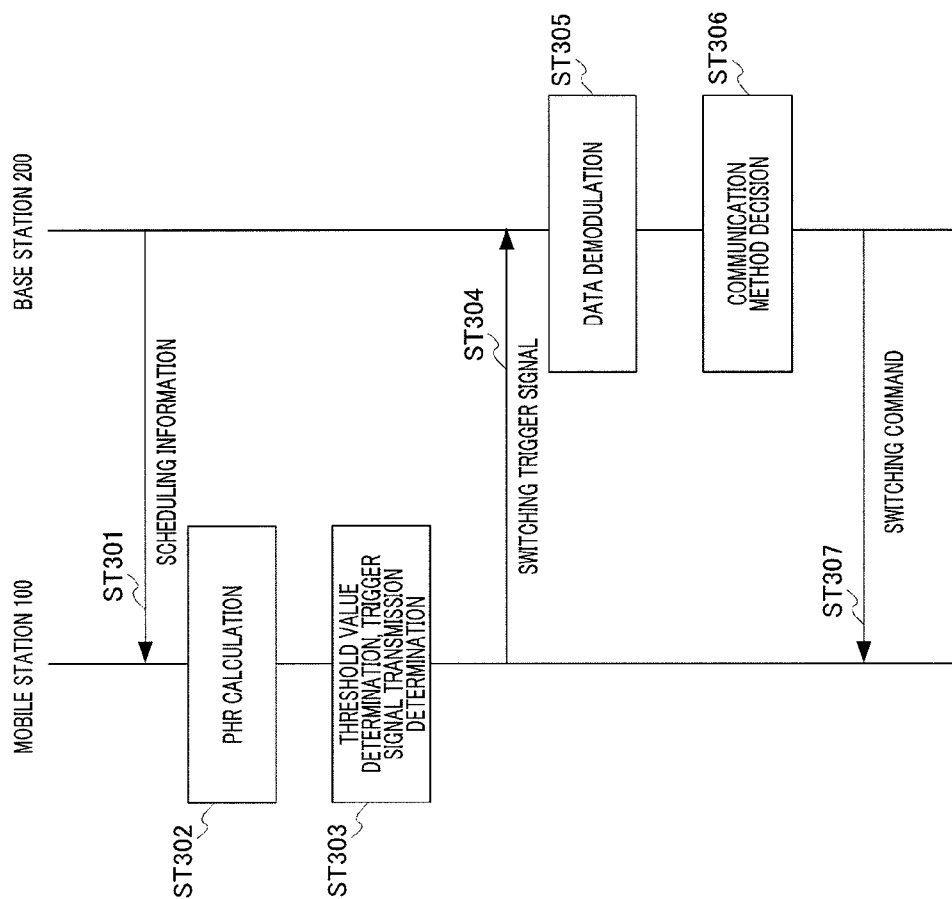 MOBILE STATION 100
BASE STATION 200
ST301
SCHEDULING INFORMATION
ST302
PHR CALCULATION
ST303
THRESHOLD VALUE
DETERMINATION, TRIGGER
SIGNAL TRANSMISSION
DETERMINATION
ST304
SWITCHING TRIGGER SIGNAL
ST305
DATA DEMODULATION
ST306
COMMUNICATION
METHOD DECISION
ST307
SWITCHING COMMAND